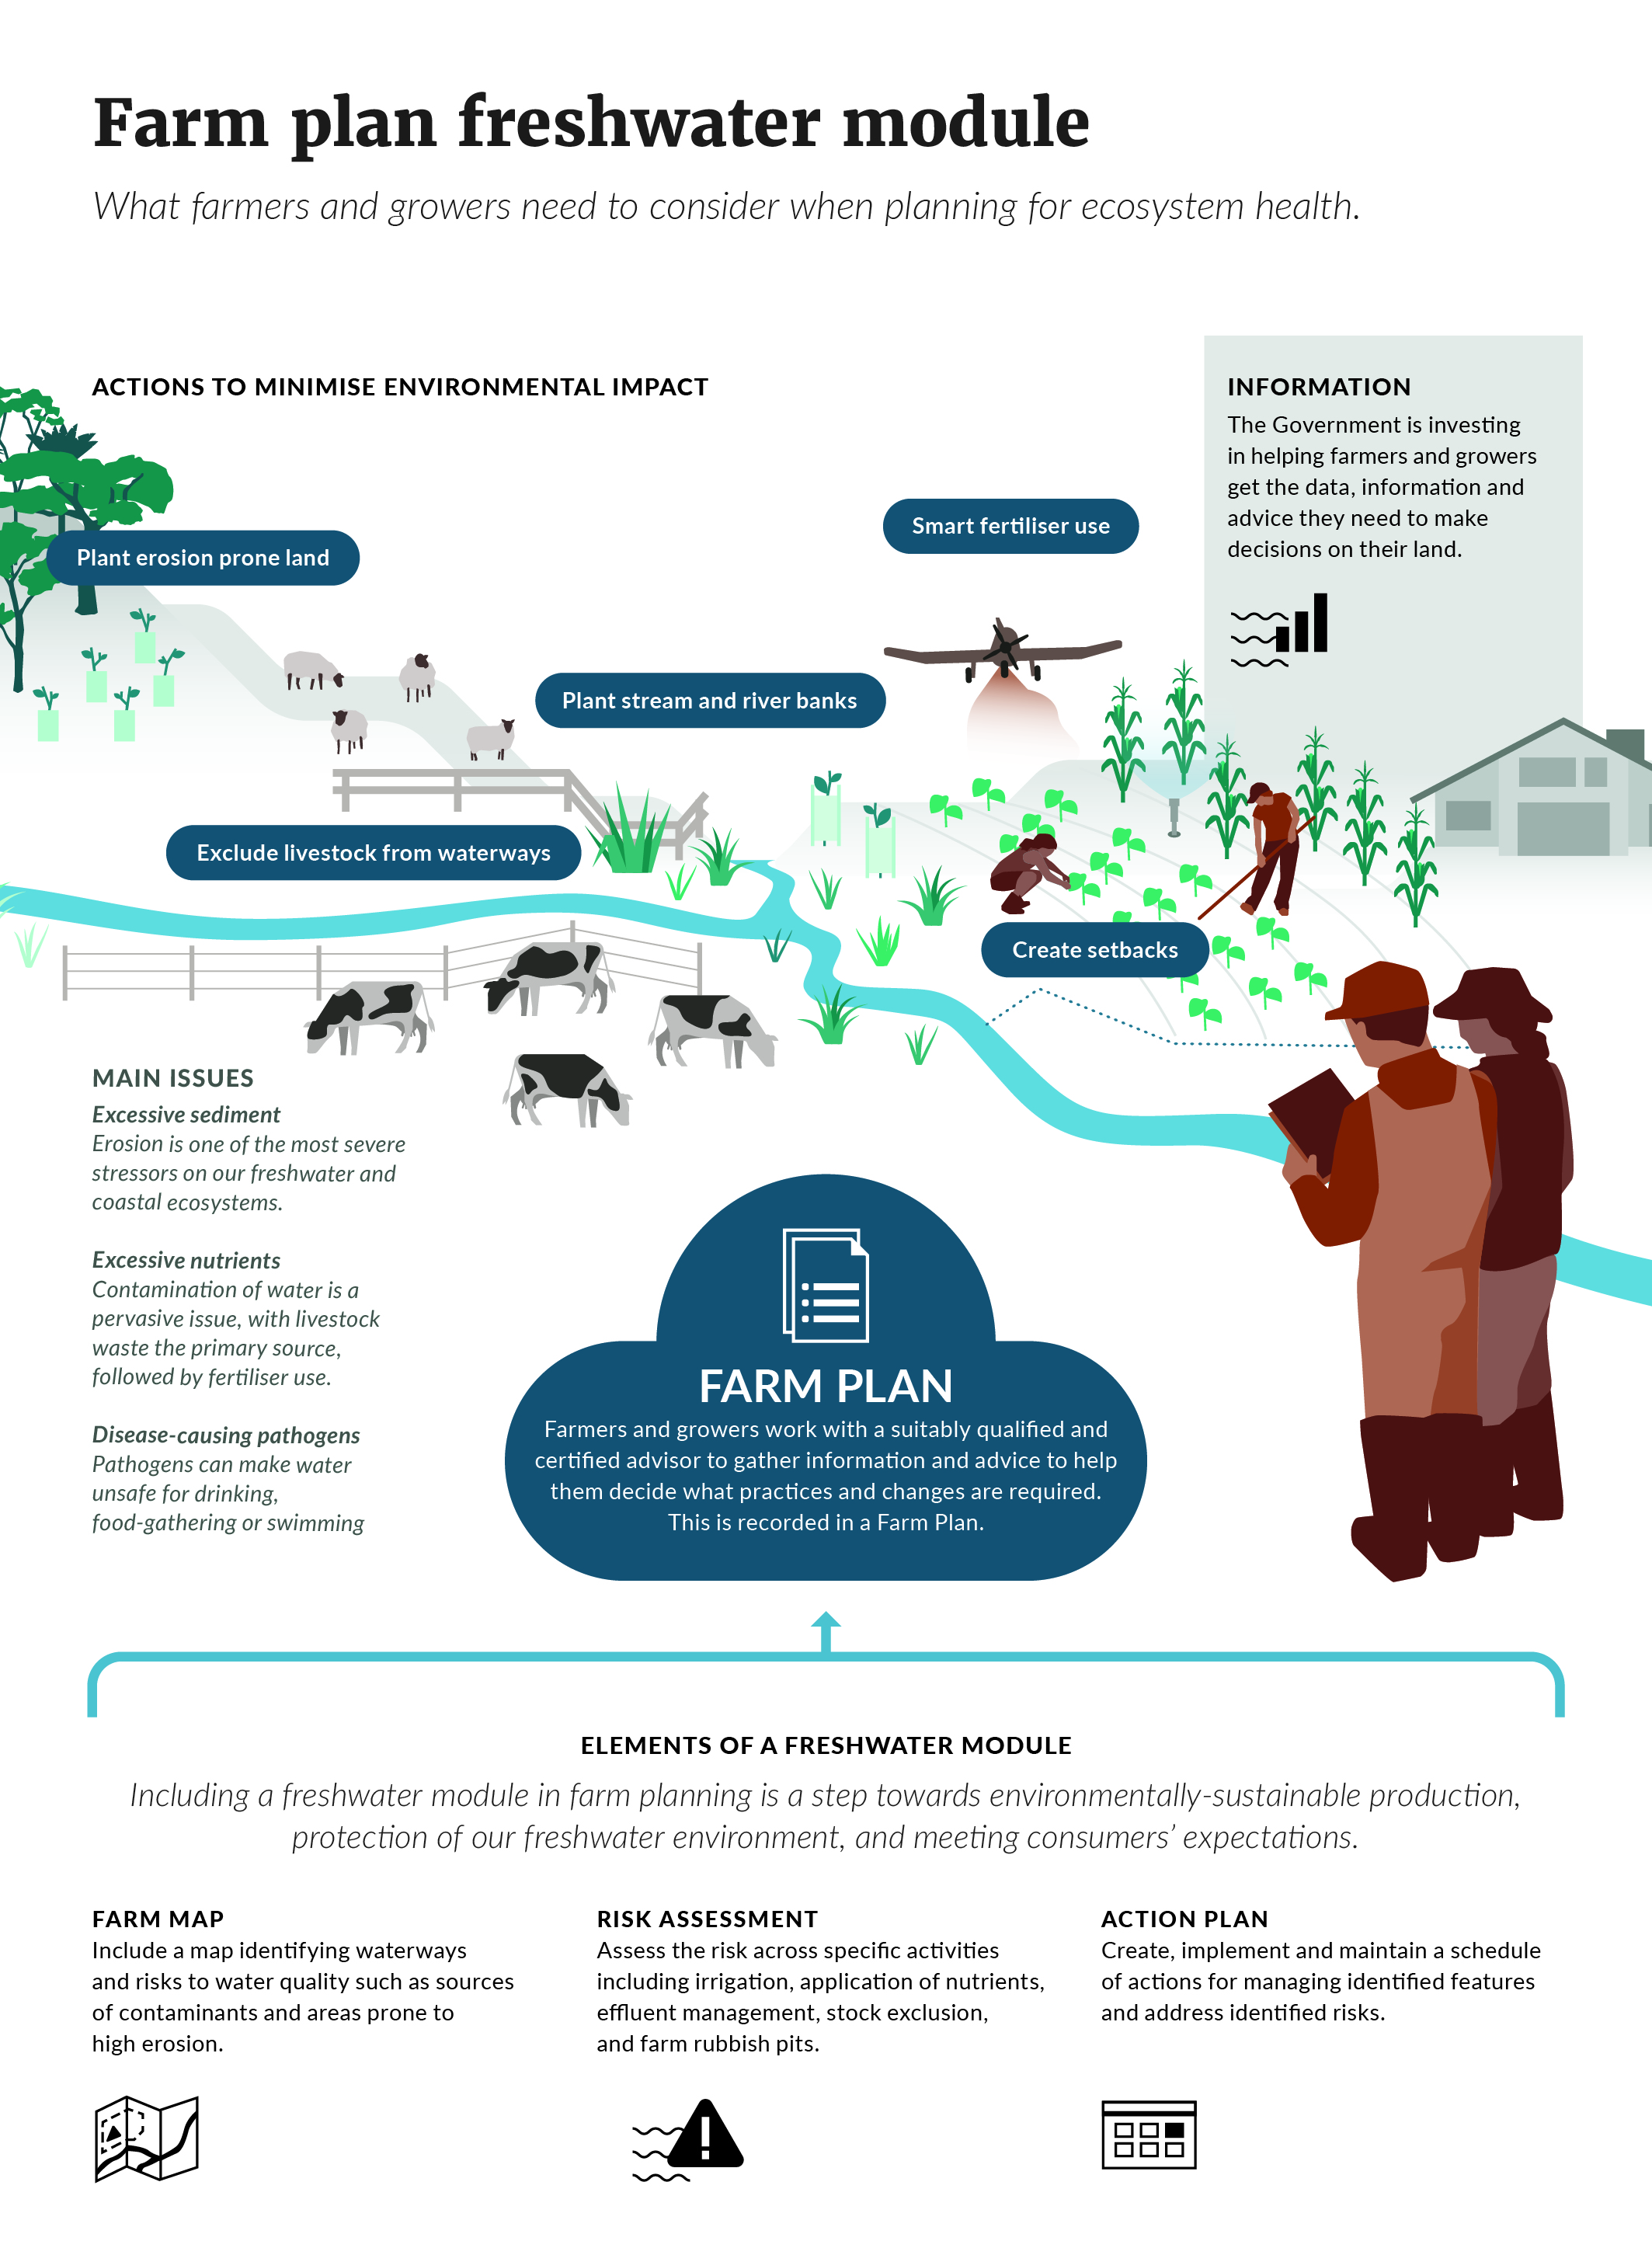 Farm plan freshwater module
What farmers and growers need to consider when planning for ecosystem health.
ACTIONS TO MINIMISE ENVIRONMENTAL IMPACT
INFORMATION
The Government is investing
in helping farmers and growers
get the data, information and
advice they need to make
decisions on their land.
Smart fertiliser use
Plant erosion prone land
Plant stream and river banks
Exclude livestock from waterways
Create setbacks
MAIN ISSUES
Excessive sediment
Erosion is one of the most severe
stressors on our freshwater and
coastal ecosystems.
Excessive nutrients
Contamination of water is a
pervasive issue, with livestock
waste the primary source,
followed by fertiliser use.
Disease-causing pathogens
Pathogens can make water
unsafe for drinking,
food-gathering or swimming
FARM PLAN
Farmers and growers work with a suitably qualified and
certified advisor to gather information and advice to help
them decide what practices and changes are required.
This is recorded in a Farm Plan.
ELEMENTS OF A FRESHWATER MODULE
Including a freshwater module in farm planning is a step towards environmentally-sustainable production,
protection of our freshwater environment, and meeting consumers’ expectations.
FARM MAP
Include a map identifying waterways
and risks to water quality such as sources
of contaminants and areas prone to
high erosion.
RISK ASSESSMENT
Assess the risk across specific activities
including irrigation, application of nutrients,
effluent management, stock exclusion,
and farm rubbish pits.
ACTION PLAN
Create, implement and maintain a schedule
of actions for managing identified features
and address identified risks.